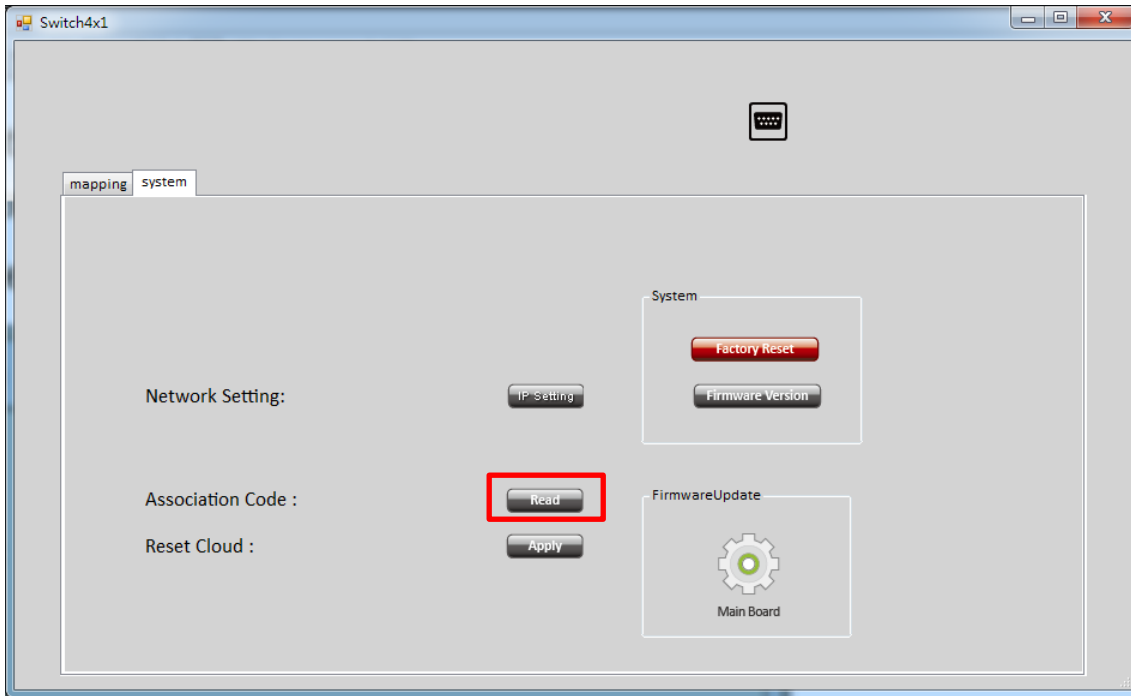 Switch4x1
mapping
system
System
Factory Reset
Network Setting:
IP Setting
Firmware Version
Association Code :
Read
FirmwareUpdate
Reset Cloud :
Apply
Main Board